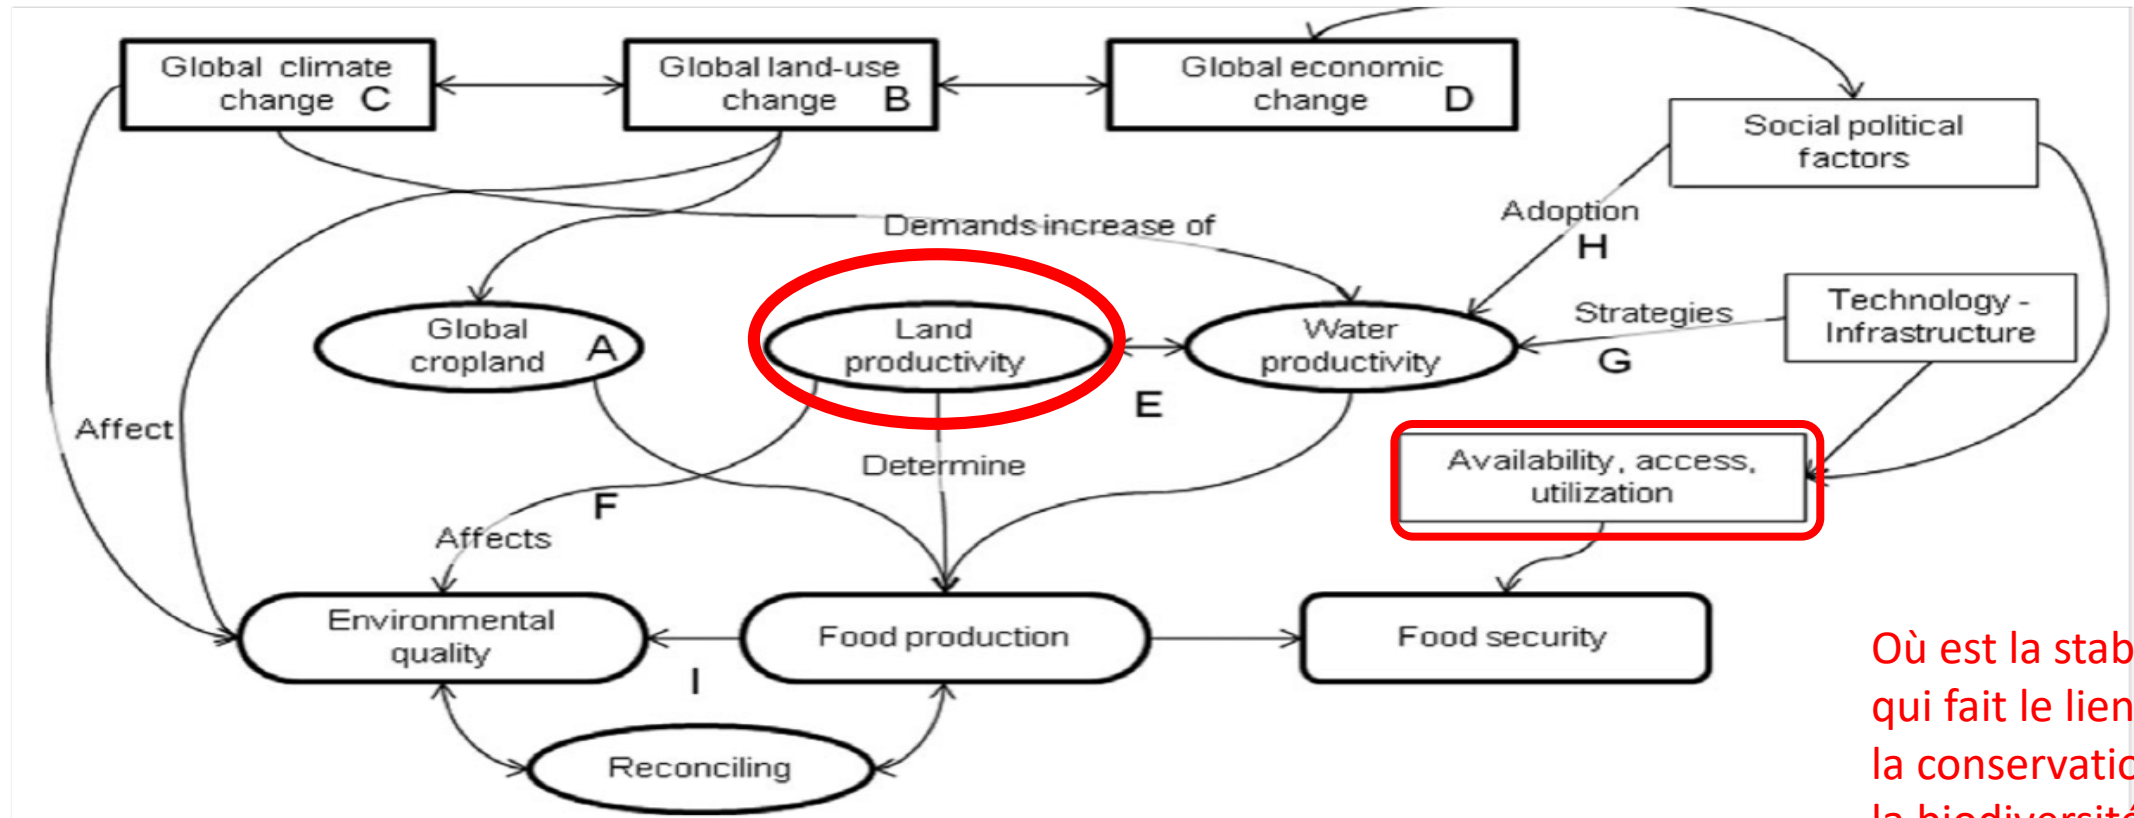 Global climate
change C
Global land-use
change B
Global economic
change D
Social political
factors
Demands increase of
Adoption
H
Global
cropland A
Land
productivity
Water
productivity
Strategies
G
Technology -
Infrastructure
E
Affect
Determine
Availability, access,
utilization
F
Affects
Environmental
quality
Food production
Food security
I
Reconciling
Où est la
qui fait le lien
la
la biodiversité